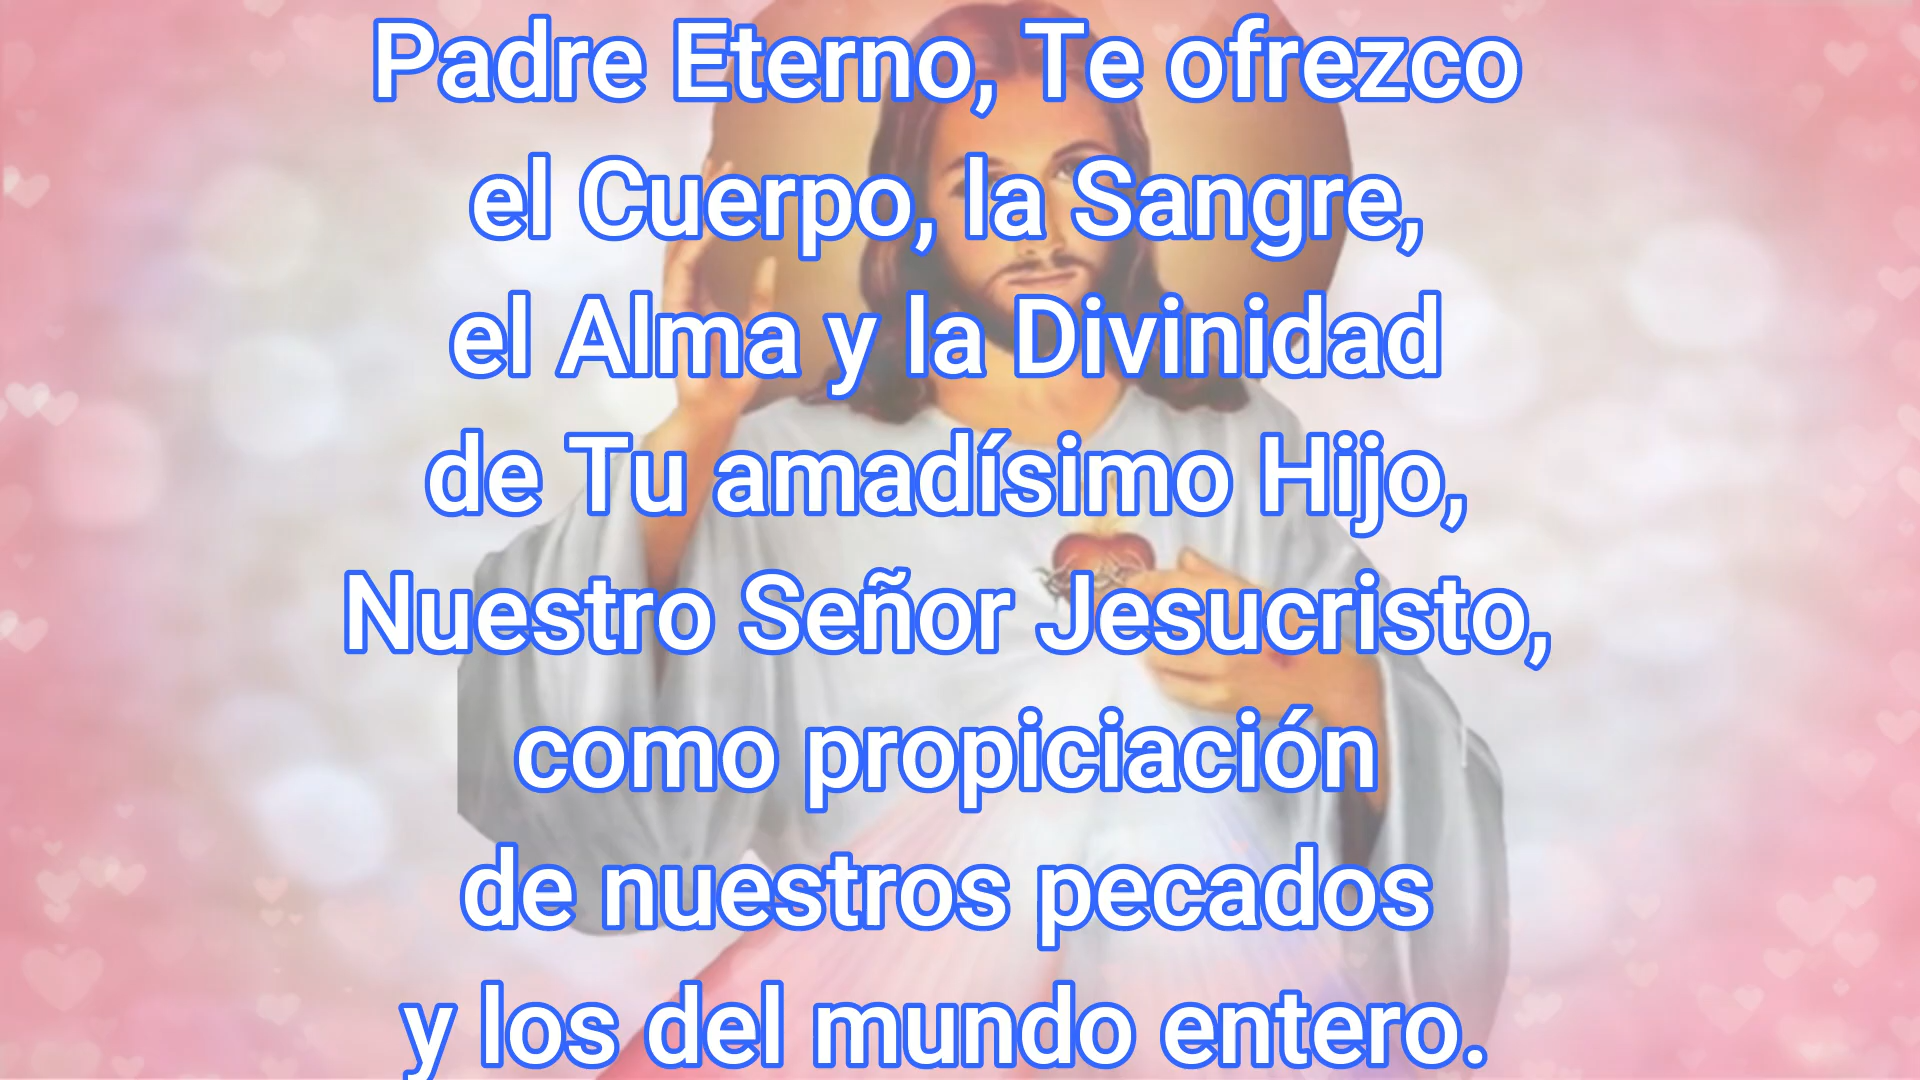 Padre Eterno, Te ofrezco
el Cuerpo, la Sangre,
el Alma y la Divinidad
de Tu amadísimo Hijo,
Nuestro Señor Jesucristo,
como propiciación
de nuestros pecados
y los del mundo entero.